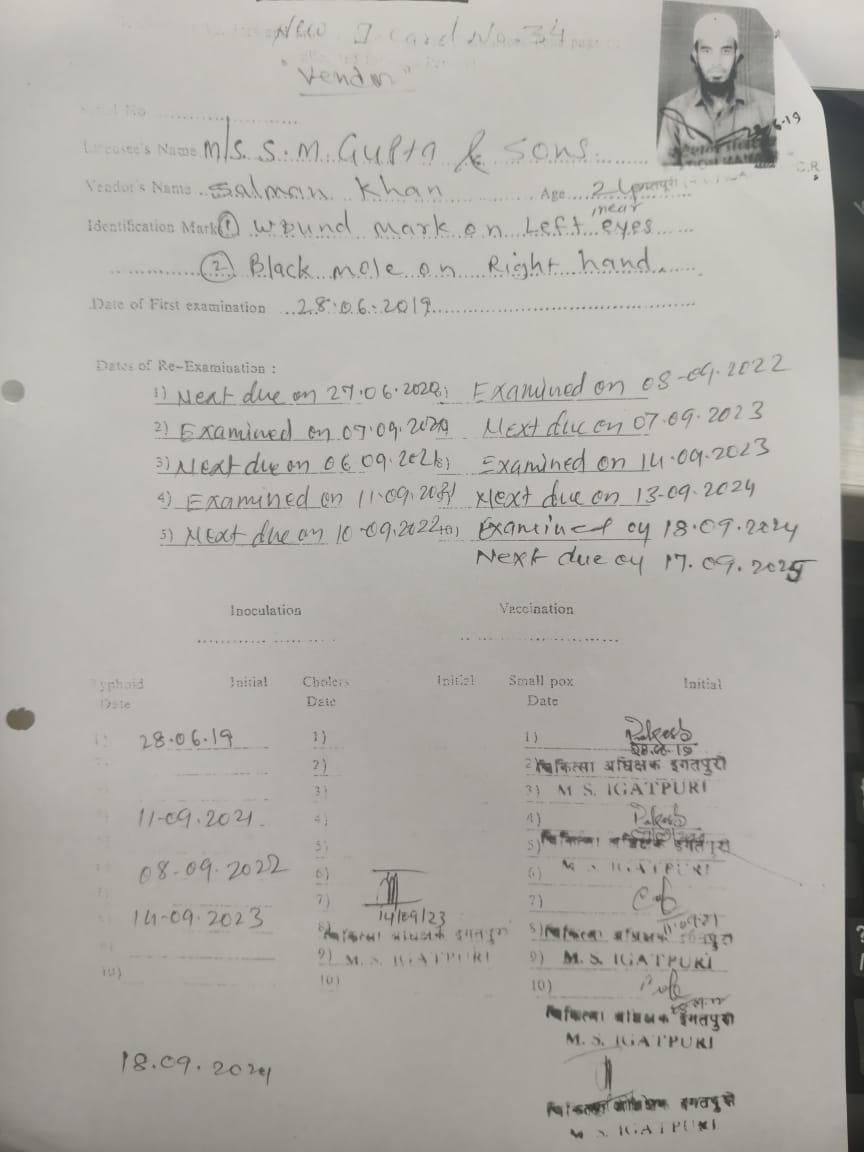 New I Card No. 34
"Vendor"
Licensee's Name M/s. S. M. Gupta & Sons.
28.6.19
C.R
Vendor's Name Salman Khan Age 24
Identification Mark ① Wound mark on Left near eyes
② Black mole on Right hand
Date of First examination 28.06.2019
Dates of Re-Examination :
1) Next due on 27.06.2020, Examined on 08-09.2022
2) Examined on 07.09.2020 Next due on 07.09.2023
3) Next due on 06 09.2021, Examined on 14.09.2023
4) Examined on 11.09.2021 Next due on 13-09.2024
5) Next due on 10-09.2022 Examined on 18.09.2024
Next due on 17.09.2025
Inoculation Vaccination
Typhoid Initial Cholera Initial Small pox Initial
Date Date Date
1) 28.06.19 1) 1) Rakesh
28.06.19
2) 2) चिकित्सा अधिक्षक इगतपुरी
3) 3) M S. IGATPURI
11-09.2021 4) 4) Rakesh
5) 5) चिकित्सा अधिक्षक इगतपुरी
08-09.2022 6) 6) M S IGATPURI
7) 7)
14-09.2023 14/09/23 11.09.21
8) चिकित्सा अधिक्षक इगतपुरी 8) चिकित्सा अधिक्षक इगतपुरी
9) M. S. IGATPURI 9) M. S. IGATPURI
10) 10) 10)
चिकित्सा अधिक्षक इगतपुरी
M. S. IGATPURI
18.09.2024
चिकित्सा अधिक्षक इगतपुरी
M S. IGATPURI